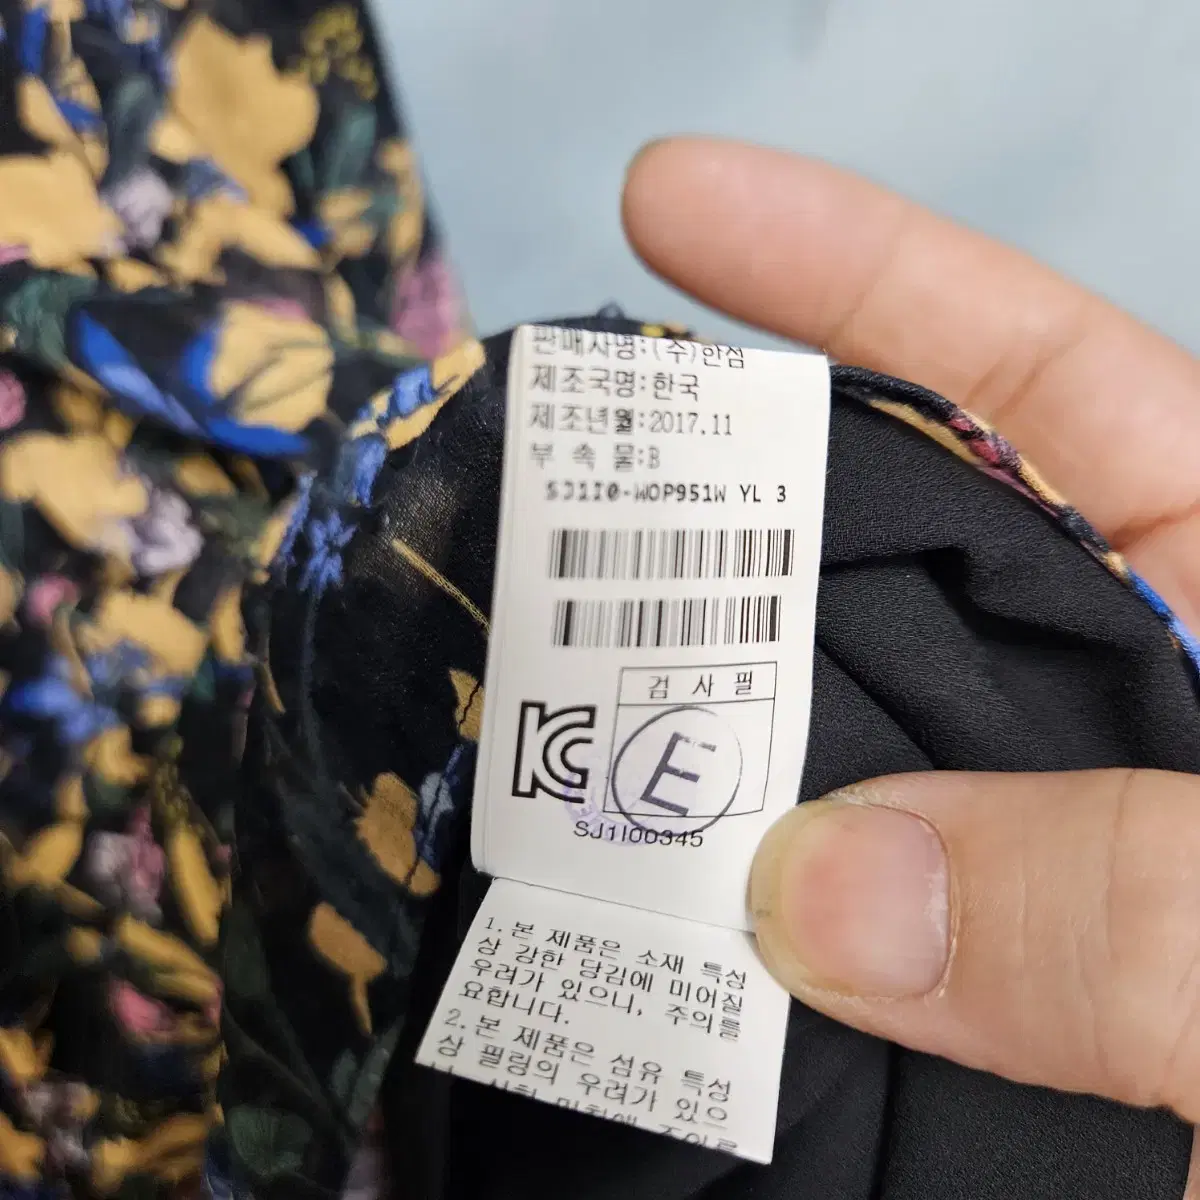 판매자명:(주)한섬
제조국명:한국
제조년월:2017.11
부 속 물:B
SJ1I0-WOP951W YL 3
검 사 필
KC
E
SJ1I00345
1. 본 제품은 소재 특성
상 강한 당김에 미어질
우려가 있으니, 주의를
요합니다.
2. 본 제품은 섬유 특성
상 필링의 우려가 있으